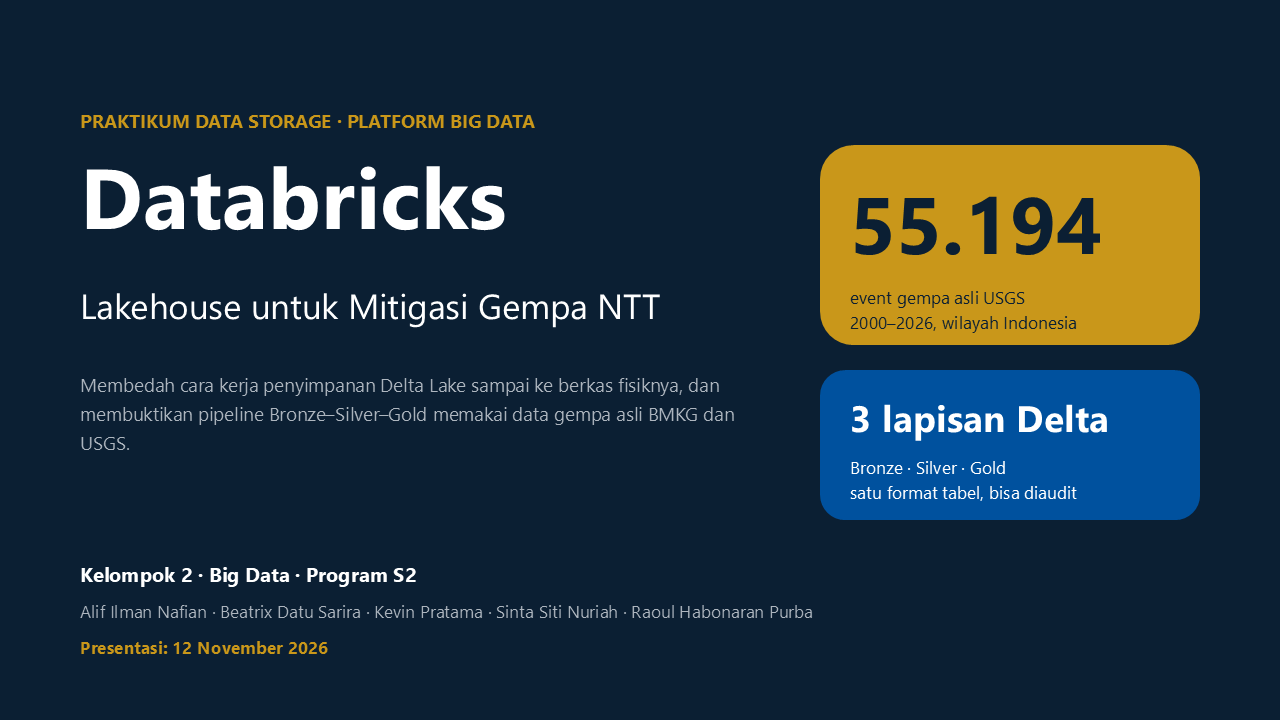 PRAKTIKUM DATA STORAGE · PLATFORM BIG DATA
Databricks
Lakehouse untuk Mitigasi Gempa NTT
Membedah cara kerja penyimpanan Delta Lake sampai ke berkas fisiknya, dan
membuktikan pipeline Bronze–Silver–Gold memakai data gempa asli BMKG dan
USGS.
55.194
event gempa asli USGS
2000–2026, wilayah Indonesia
3 lapisan Delta
Bronze · Silver · Gold
satu format tabel, bisa diaudit
Kelompok 2 · Big Data · Program S2
Alif Ilman Nafian · Beatrix Datu Sarira · Kevin Pratama · Sinta Siti Nuriah · Raoul Habonaran Purba
Presentasi: 12 November 2026